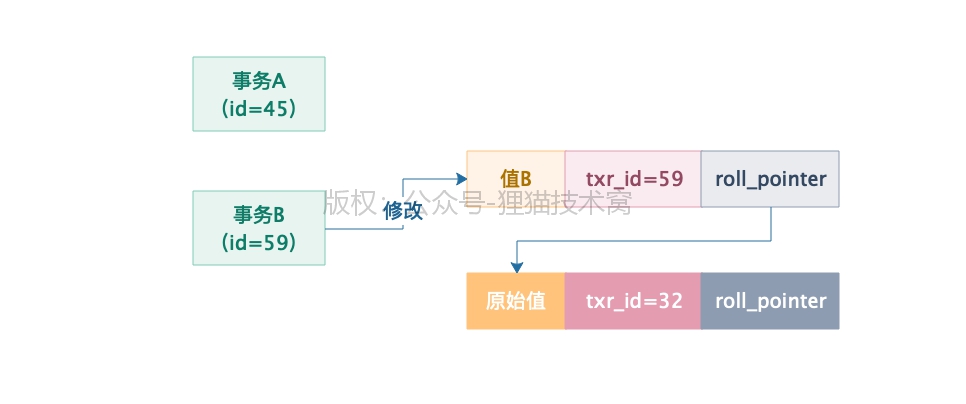 事务A
(id=45)
值B
txr_id=59
roll_pointer
事务B
(id=59)
版权：公众号-狸猫技术窝
修改
原始值
txr_id=32
roll_pointer